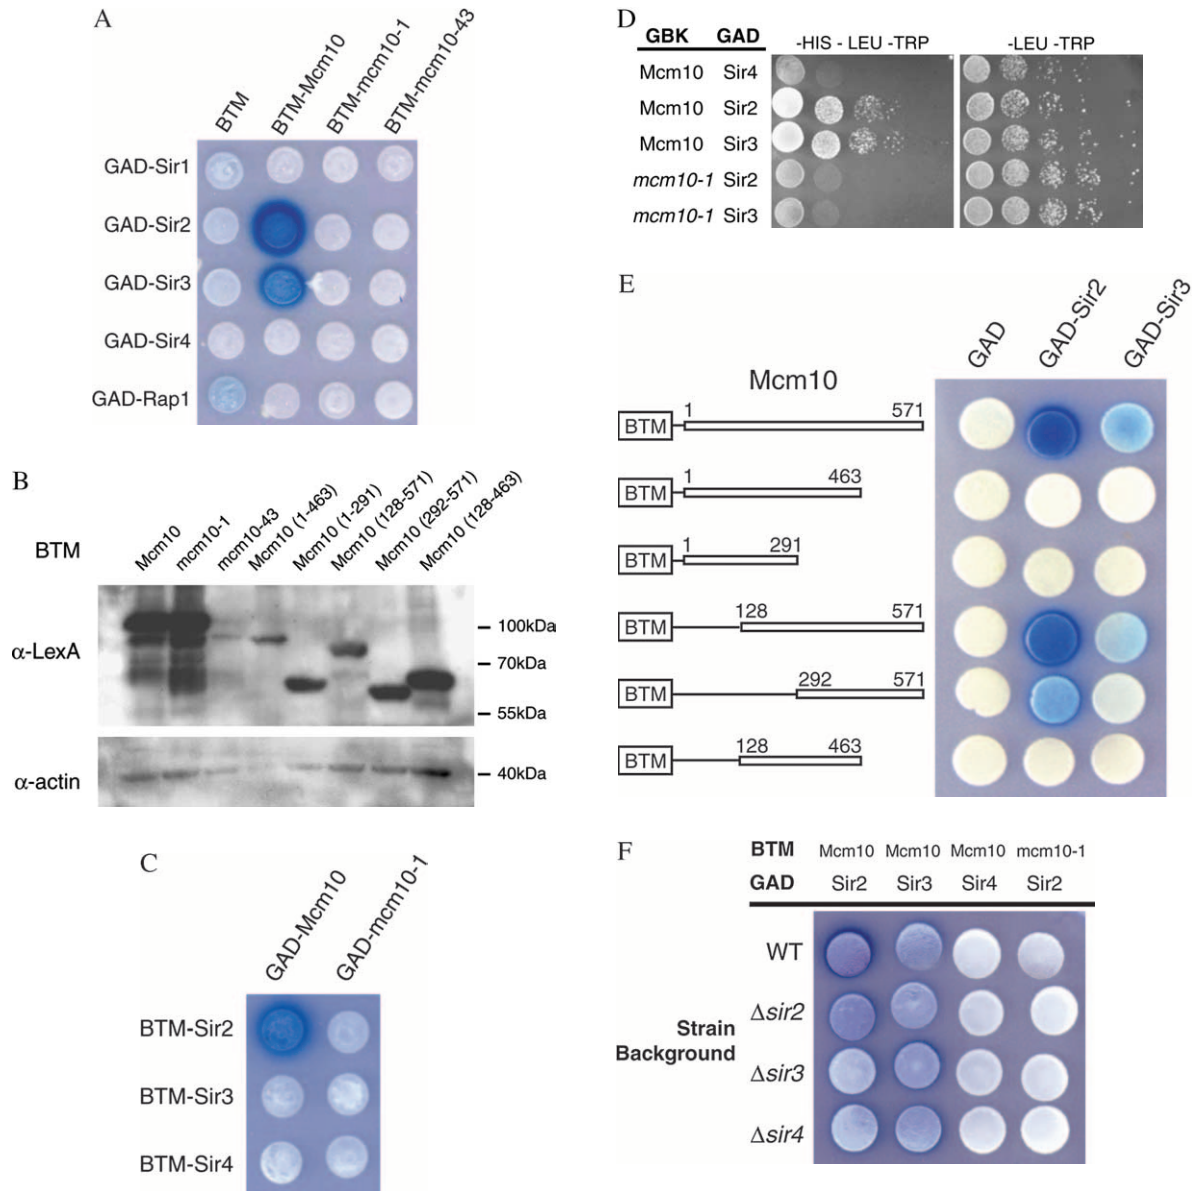 A
BTM
BTM-Mcm10
BTM-mcm10-1
BTM-mcm10-43
GAD-Sir1
GAD-Sir2
GAD-Sir3
GAD-Sir4
GAD-Rap1
B
BTM
Mcm10
mcm10-1
mcm10-43
Mcm10 (1-463)
Mcm10 (1-291)
Mcm10 (128-571)
Mcm10 (292-571)
Mcm10 (128-463)
α-LexA
100kDa
70kDa
55kDa
α-actin
40kDa
C
GAD-Mcm10
GAD-mcm10-1
BTM-Sir2
BTM-Sir3
BTM-Sir4
D
GBK GAD
-HIS - LEU -TRP
-LEU -TRP
Mcm10 Sir4
Mcm10 Sir2
Mcm10 Sir3
mcm10-1 Sir2
mcm10-1 Sir3
E
GAD
GAD-Sir2
GAD-Sir3
Mcm10
BTM 1 571
BTM 1 463
BTM 1 291
BTM 128 571
BTM 292 571
BTM 128 463
F
BTM Mcm10 Mcm10 Mcm10 mcm10-1
GAD Sir2 Sir3 Sir4 Sir2
Strain Background
WT
Δsir2
Δsir3
Δsir4